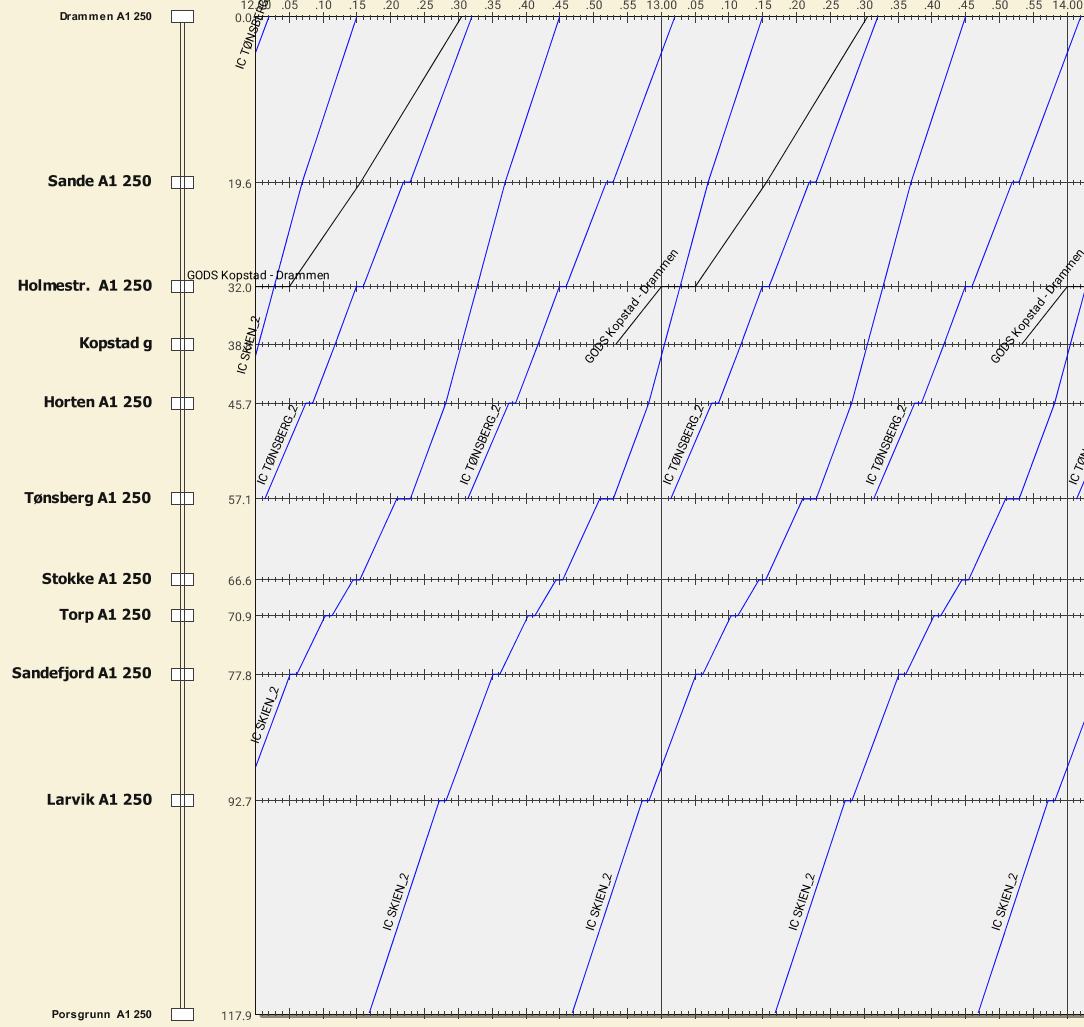 12.00 .05 .10 .15 .20 .25 .30 .35 .40 .45 .50 .55 13.00 .05 .10 .15 .20 .25 .30 .35 .40 .45 .50 .55 14.00
Drammen A1 250 0.0
IC TØNSBERG
Sande A1 250 19.6
GODS Kopstad - Drammen
GODS Kopstad - Drammen
GODS Kopstad - Drammen
Holmestr. A1 250 32.0
IC SKIEN_2
Kopstad g 38
Horten A1 250 45.7
IC TØNSBERG_2
IC TØNSBERG_2
IC TØNSBERG_2
IC TØNSBERG_2
IC TØN
Tønsberg A1 250 57.1
Stokke A1 250 66.6
Torp A1 250 70.9
Sandefjord A1 250 77.8
IC SKIEN_2
Larvik A1 250 92.7
IC SKIEN_2
IC SKIEN_2
IC SKIEN_2
IC SKIEN_2
Porsgrunn A1 250 117.9